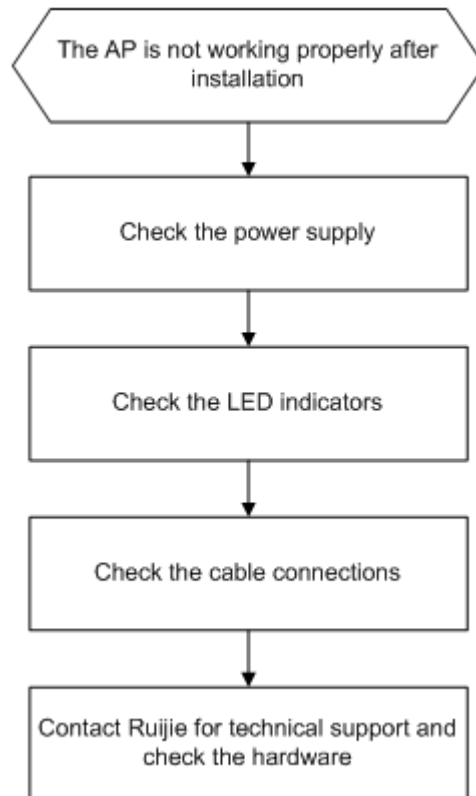 The AP is not working properly after
installation
Check the power supply
Check the LED indicators
Check the cable connections
Contact Ruijie for technical support and
check the hardware